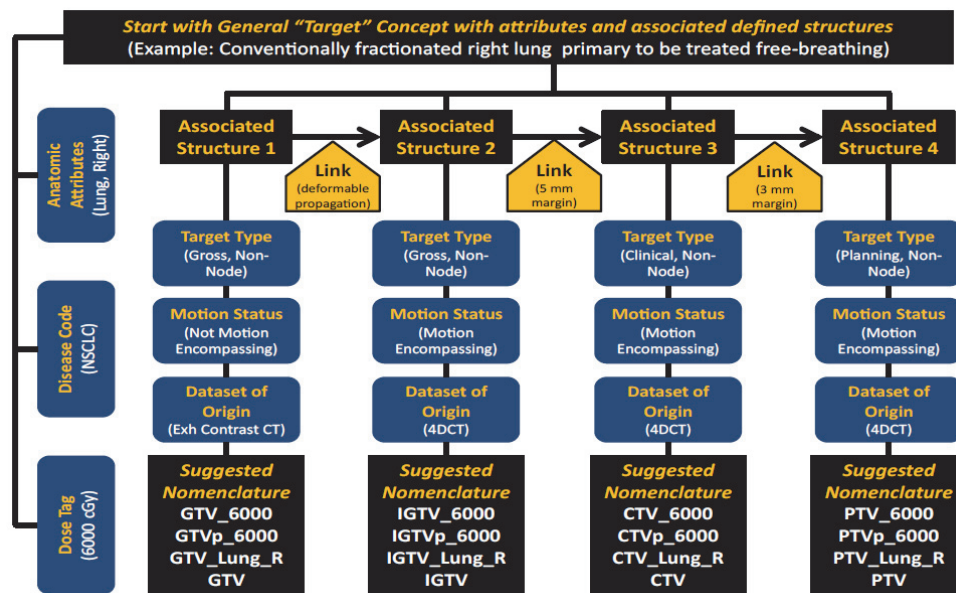 Start with General “Target” Concept with attributes and associated defined structures
(Example: Conventionally fractionated right lung  primary to be treated free-breathing)
Anatomic
Attributes
(Lung, Right)
Disease Code
(NSCLC)
Dose Tag
(6000 cGy)
Associated
Structure 1
Link
(deformable
propagation)
Associated
Structure 2
Link
(5 mm
margin)
Associated
Structure 3
Link
(3 mm
margin)
Associated
Structure 4
Target Type
(Gross, Non-
Node)
Motion Status
(Not Motion
Encompassing)
Dataset of
Origin
(Exh Contrast CT)
Suggested
Nomenclature
GTV_6000
GTVp_6000
GTV_Lung_R
GTV
Target Type
(Gross, Non-
Node)
Motion Status
(Motion
Encompassing)
Dataset of
Origin
(4DCT)
Suggested
Nomenclature
IGTV_6000
IGTVp_6000
IGTV_Lung_R
IGTV
Target Type
(Clinical, Non-
Node)
Motion Status
(Motion
Encompassing)
Dataset of
Origin
(4DCT)
Suggested
Nomenclature
CTV_6000
CTVp_6000
CTV_Lung_R
CTV
Target Type
(Planning, Non-
Node)
Motion Status
(Motion
Encompassing)
Dataset of
Origin
(4DCT)
Suggested
Nomenclature
PTV_6000
PTVp_6000
PTV_Lung_R
PTV